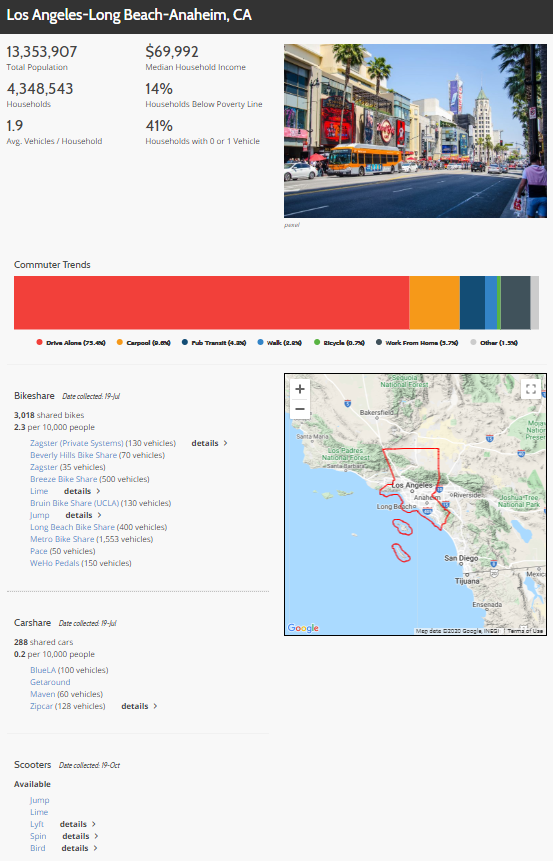 Los Angeles-Long Beach-Anaheim, CA
13,353,907
Total Population
$69,992
Median Household Income
4,348,543
Households
14%
Households Below Poverty Line
1.9
Avg. Vehicles / Household
41%
Households with 0 or 1 Vehicle
pexel
Commuter Trends
Drive Alone (75.4%)
Carpool (9.6%)
Pub Transit (4.8%)
Walk (2.2%)
Bicycle (0.7%)
Work From Home (5.7%)
Other (1.5%)
Bikeshare Date collected: 19-Jul
3,018 shared bikes
2.3 per 10,000 people
Zagster (Private Systems) (130 vehicles) details >
Beverly Hills Bike Share (70 vehicles)
Zagster (35 vehicles)
Breeze Bike Share (500 vehicles)
Lime details >
Bruin Bike Share (UCLA) (130 vehicles)
Jump details >
Long Beach Bike Share (400 vehicles)
Metro Bike Share (1,553 vehicles)
Pace (50 vehicles)
WeHo Pedals (150 vehicles)
Carshare Date collected: 19-Jul
288 shared cars
0.2 per 10,000 people
BlueLA (100 vehicles)
Getaround
Maven (60 vehicles)
Zipcar (128 vehicles) details >
Scooters Date collected: 19-Oct
Available
Jump
Lime
Lyft details >
Spin details >
Bird details >
+
−
Sequoia
National Forest
Bakersfield
Santa Maria
Los Padres
National Forest
Santa Barbara
Mojave
National
Preserve
Los Angeles
Anaheim
Riverside
Long Beach
Joshua Tree
National Park
San Diego
Tijuana
Mexicali
Ensenada
Google
Map data ©2020 Google, INEGI
Terms of Use